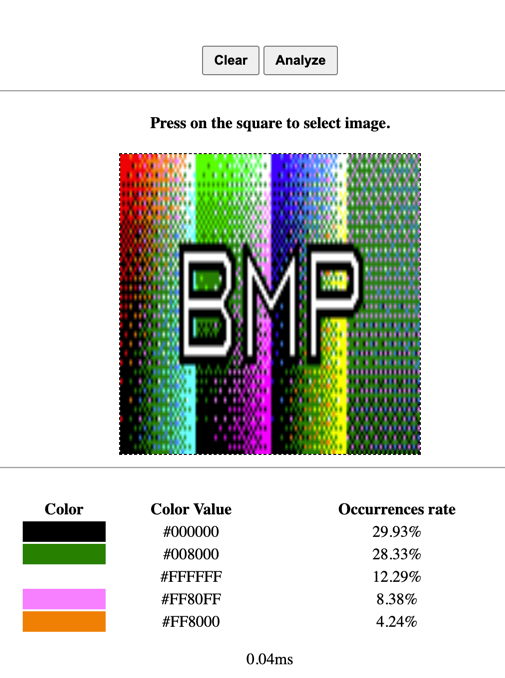 Clear Analyze
Press on the square to select image.
BMP
Color Color Value Occurrences rate
#000000 29.93%
#008000 28.33%
#FFFFFF 12.29%
#FF80FF 8.38%
#FF8000 4.24%
0.04ms